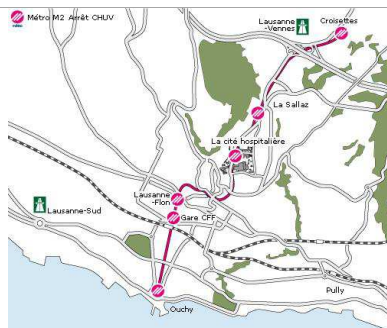 Métro M2 Arrêt CHUV
Lausanne
-Vennes
Croisettes
La Sallaz
La cité hospitalière
Lausanne
-Flon
Gare CFF
Lausanne-Sud
Pully
Ouchy